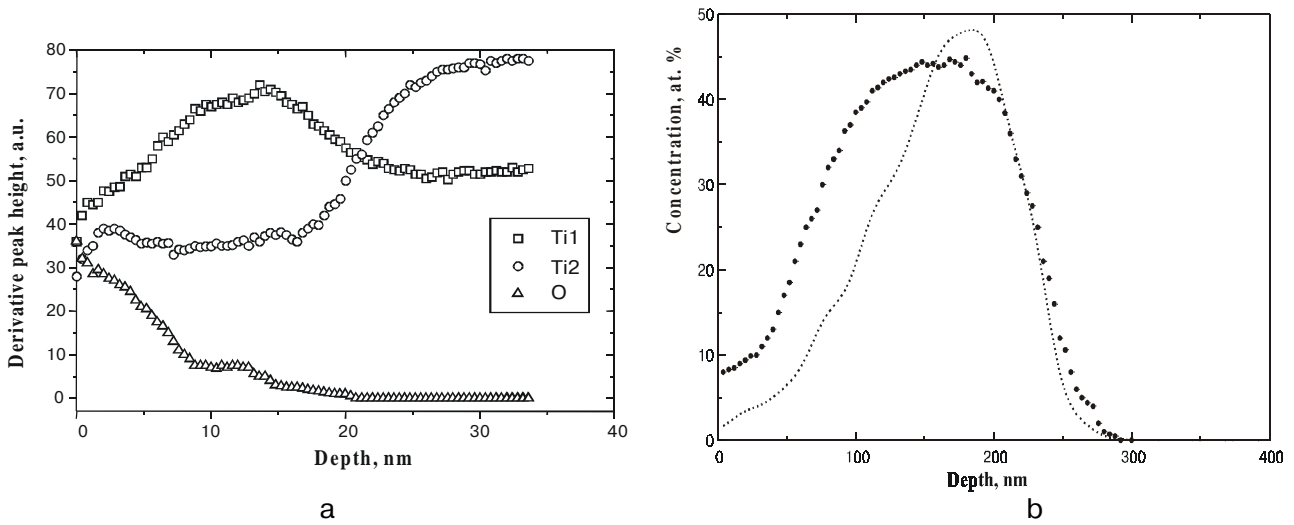 80
70
60
50
40
30
20
10
0
Derivative peak height, a.u.
Ti1
Ti2
O
0 10 20 30 40
Depth, nm
a
50
40
30
20
10
0
Concentration, at. %
0 100 200 300 400
Depth, nm
b